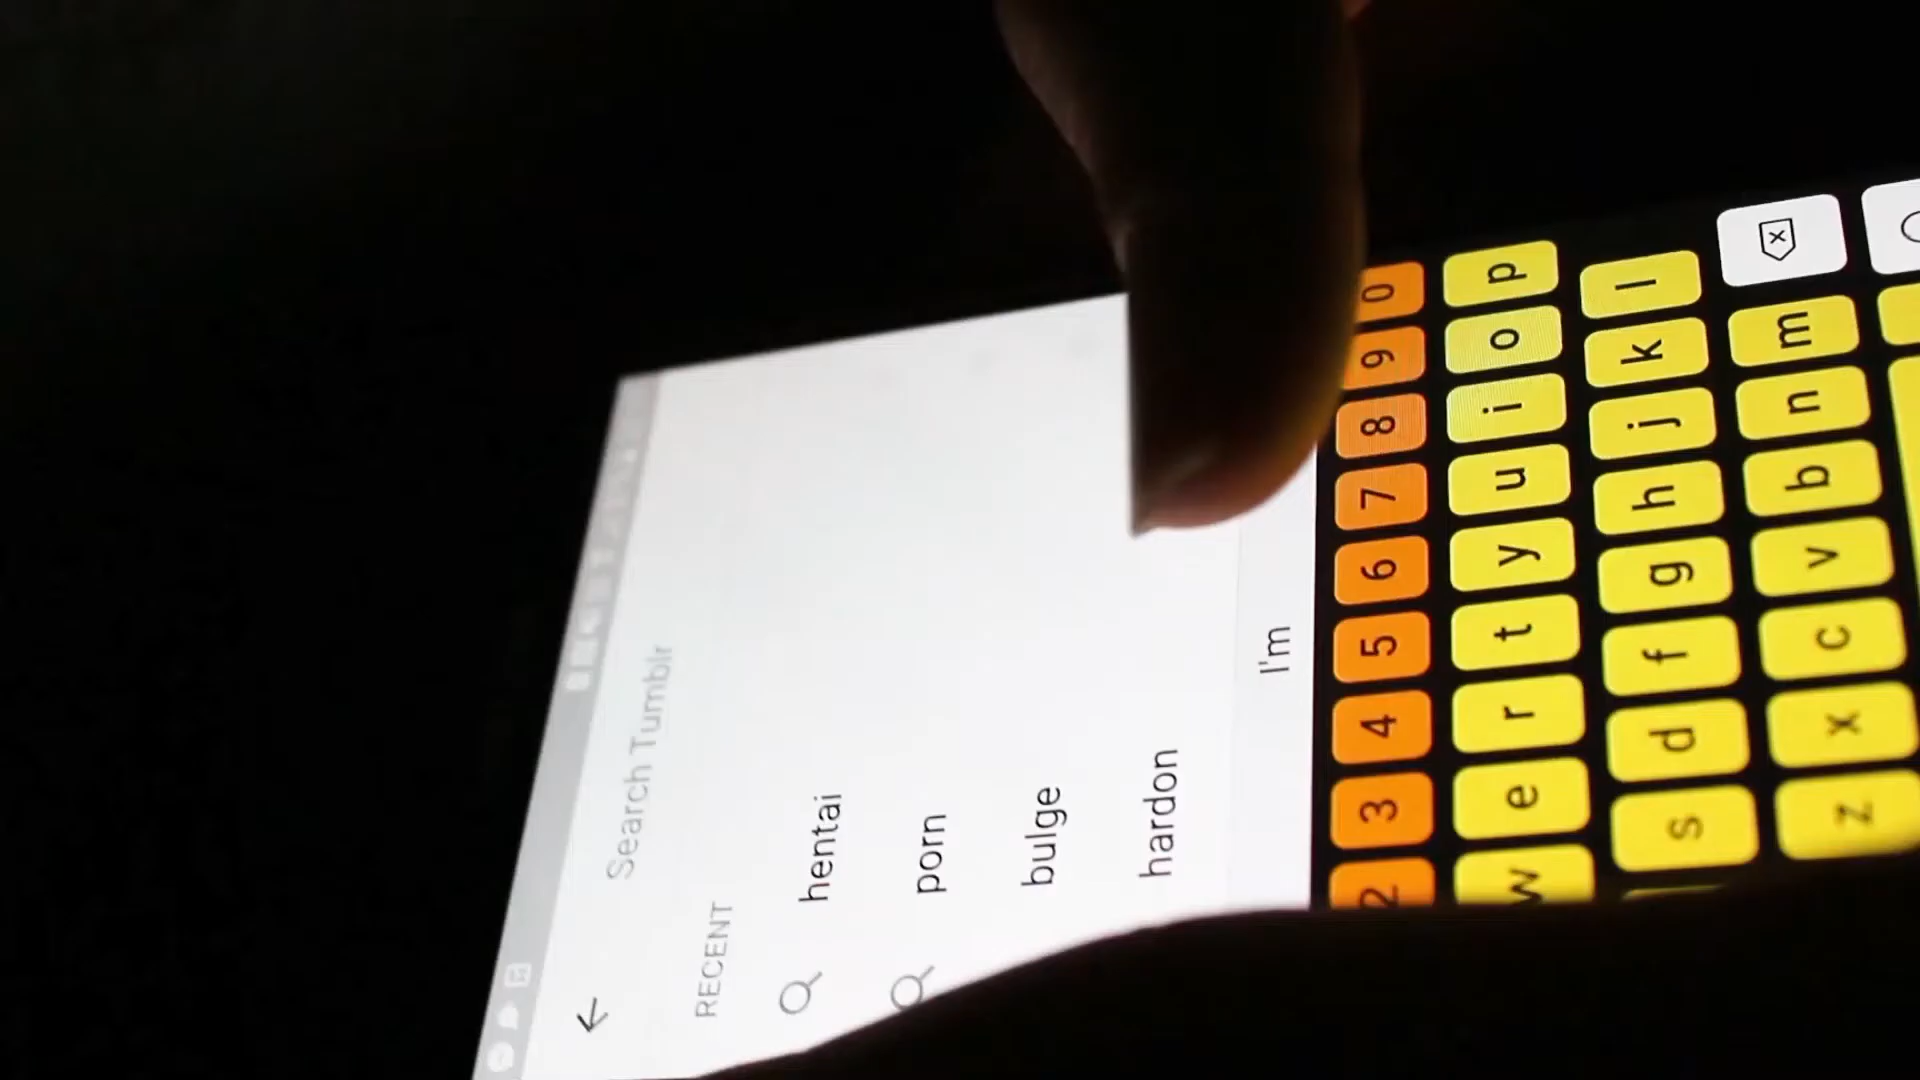 Search Tumblr
RECENT
hentai
porn
bulge
hardon
I'm
2 3 4 5 6 7 8 9 0
w e r t y u i o p
s d f g h j k l
z x c v b n m